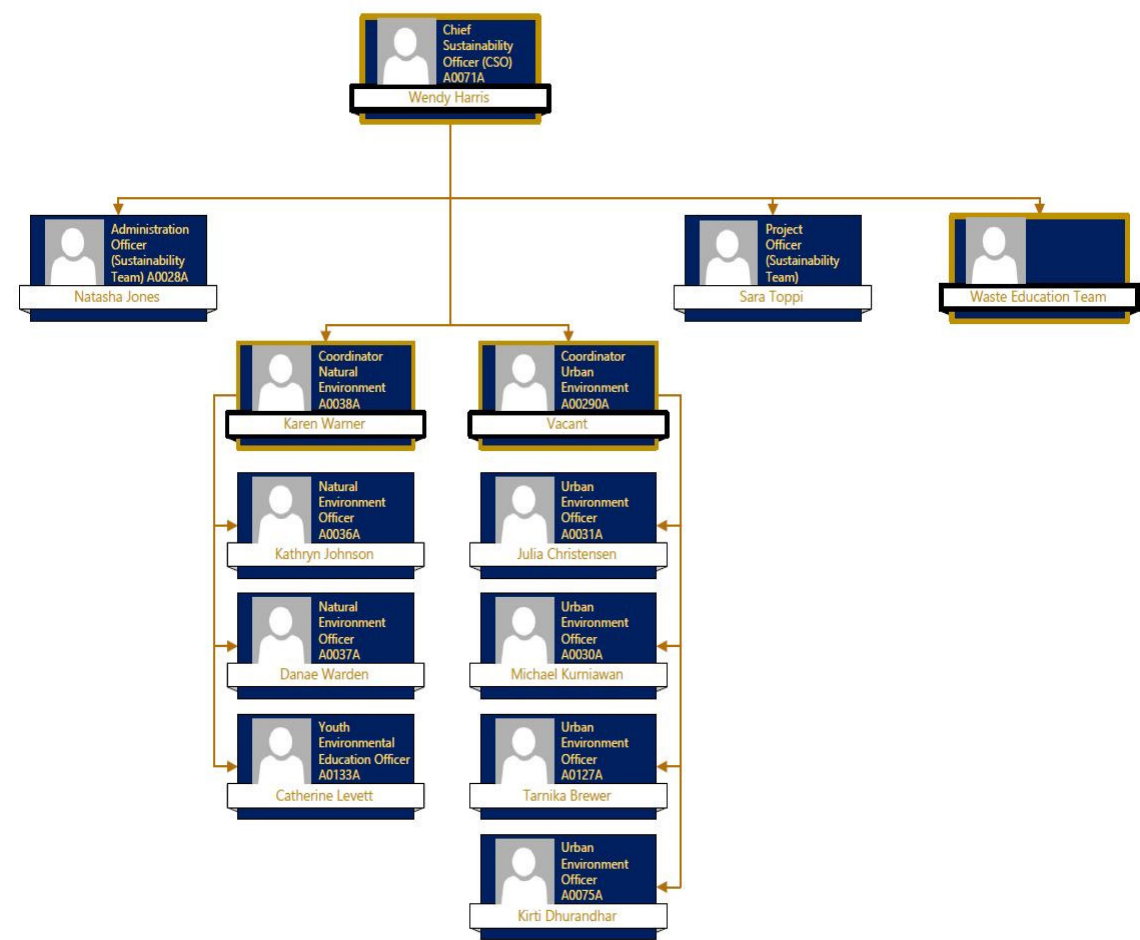 Chief
Sustainability
Officer (CSO)
A0071A
Wendy Harris
Administration
Officer
(Sustainability
Team) A0028A
Natasha Jones
Project
Officer
(Sustainability
Team)
Sara Toppi
Waste Education Team
Coordinator
Natural
Environment
A0038A
Karen Warner
Coordinator
Urban
Environment
A00290A
Vacant
Natural
Environment
Officer
A0036A
Kathryn Johnson
Urban
Environment
Officer
A0031A
Julia Christensen
Natural
Environment
Officer
A0037A
Danae Warden
Urban
Environment
Officer
A0030A
Michael Kurniawan
Youth
Environmental
Education Officer
A0133A
Catherine Levett
Urban
Environment
Officer
A0127A
Tarnika Brewer
Urban
Environment
Officer
A0075A
Kirti Dhurandhar